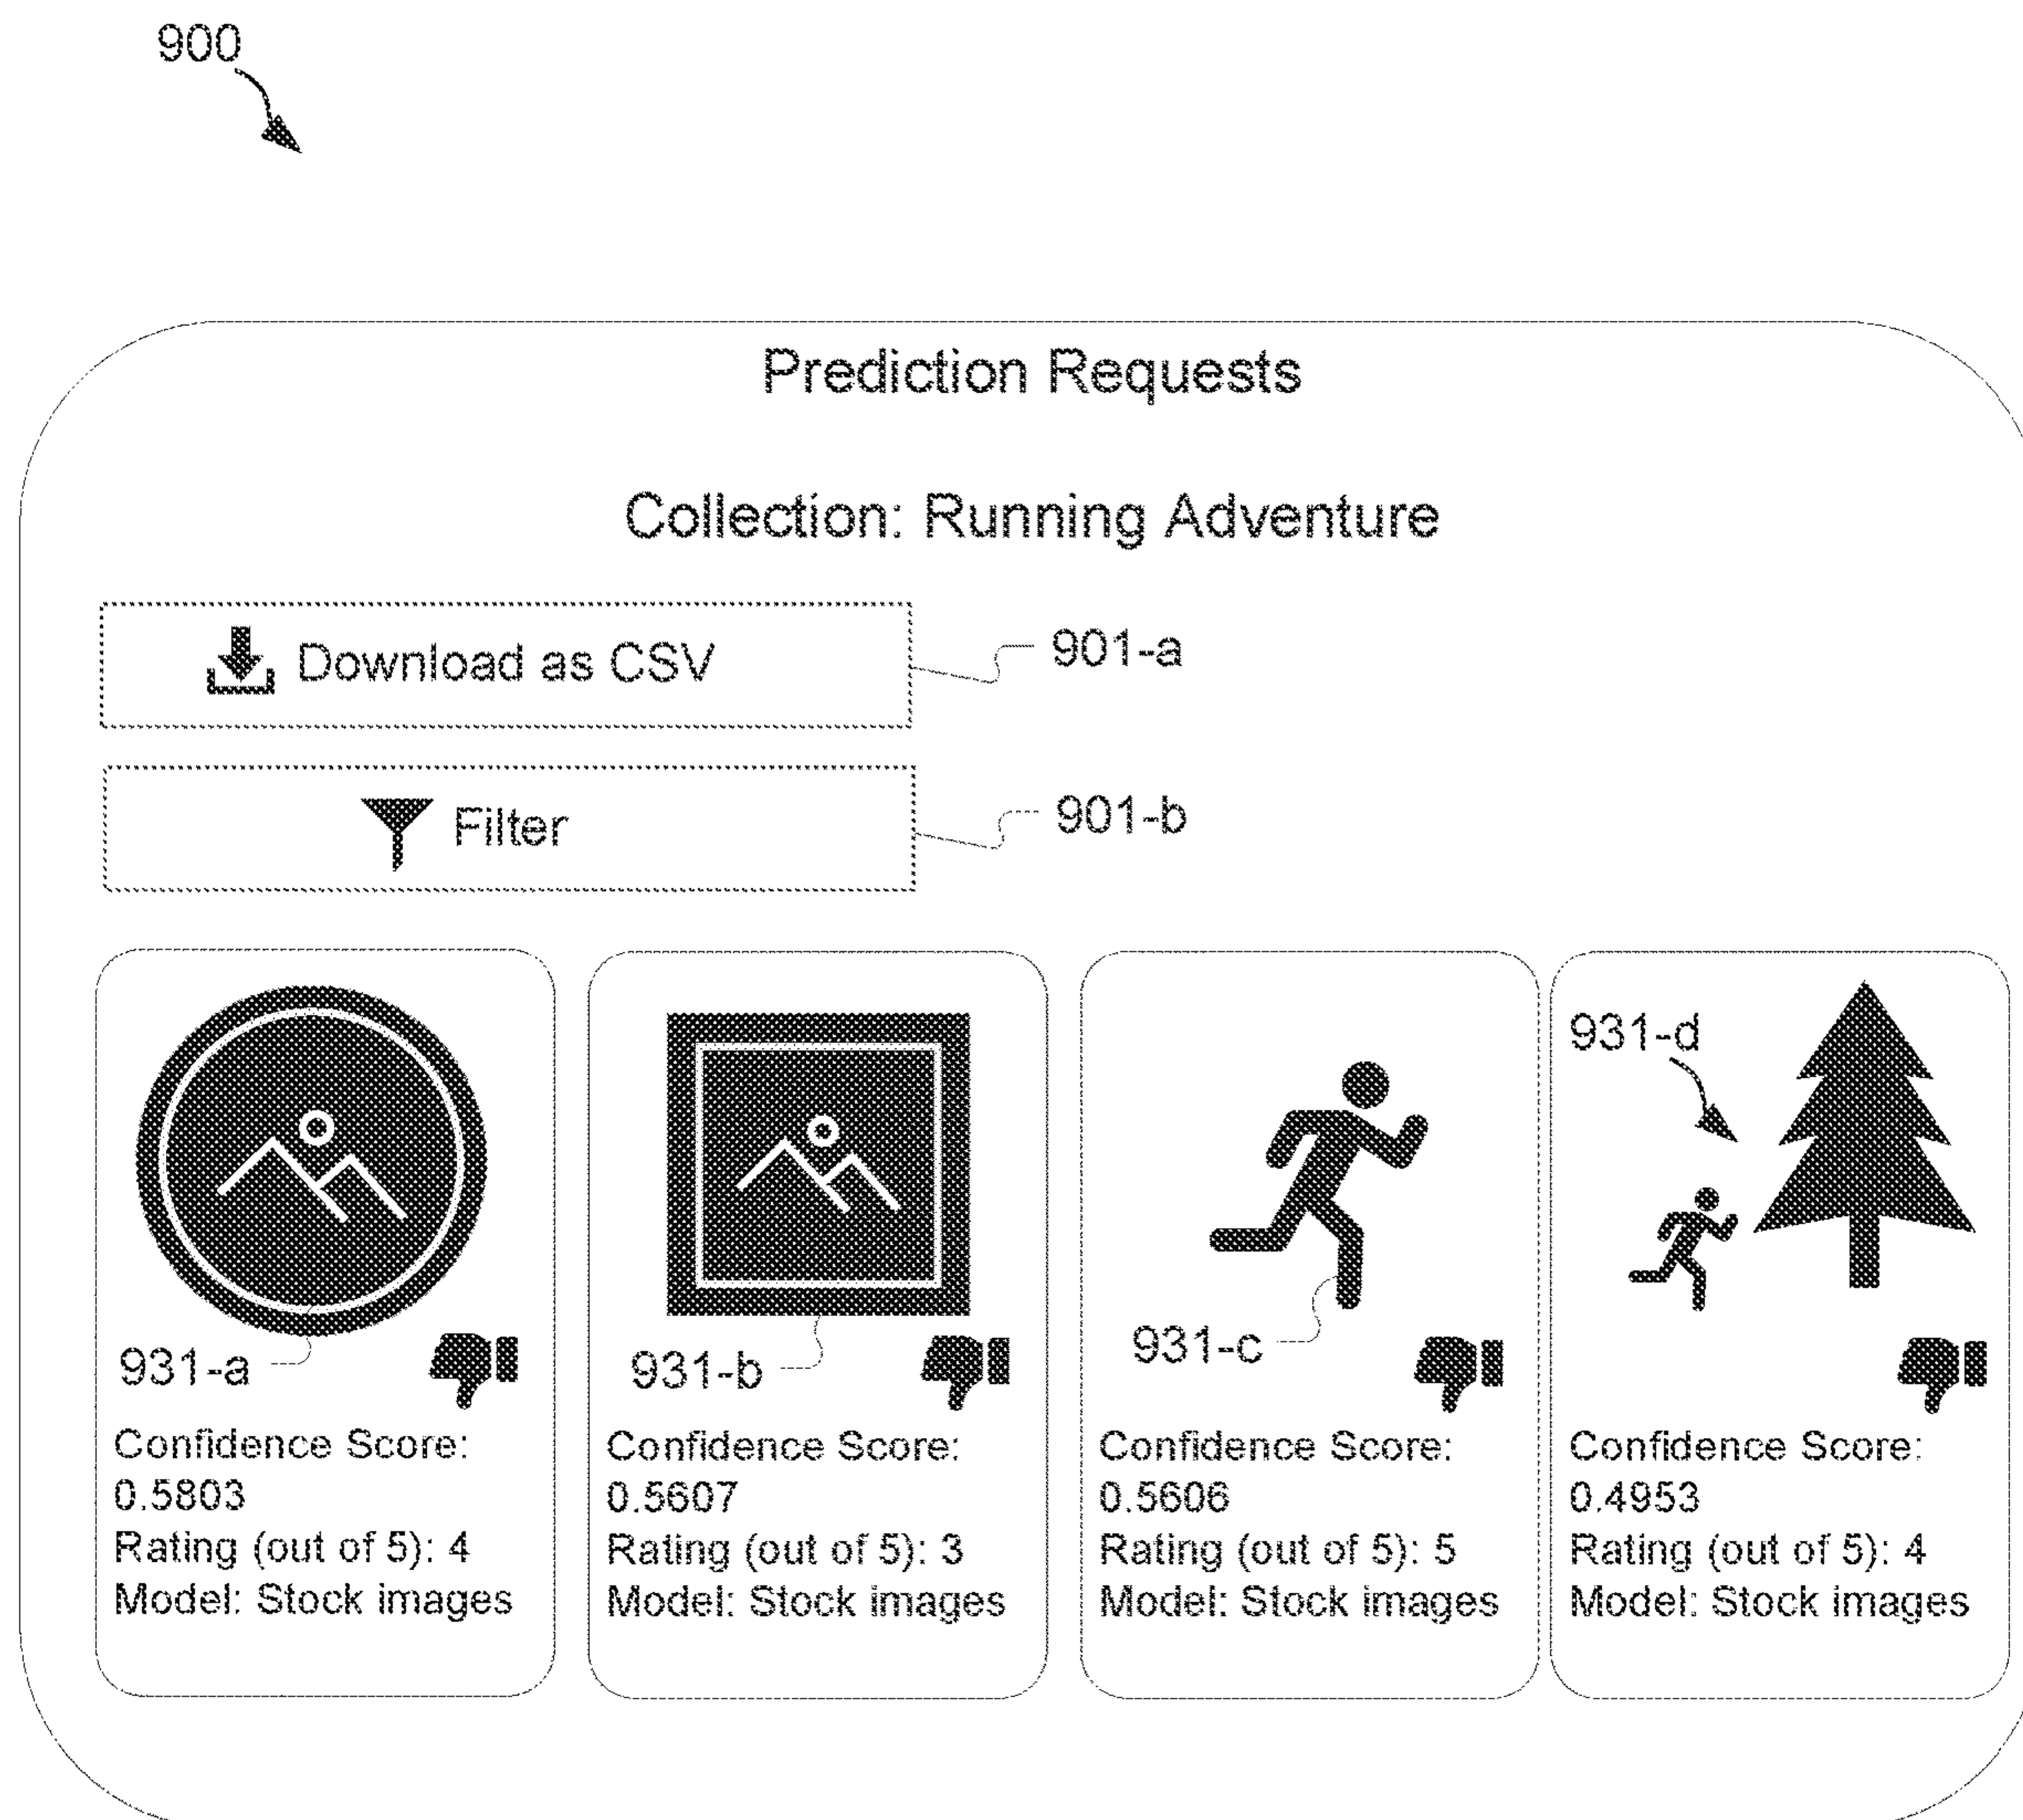 900
Prediction Requests
Collection: Running Adventure
Download as CSV
901-a
Filter
901-b
931-a
Confidence Score:
0.5803
Rating (out of 5): 4
Model: Stock images
931-b
Confidence Score:
0.5607
Rating (out of 5): 3
Model: Stock images
931-c
Confidence Score:
0.5606
Rating (out of 5): 5
Model: Stock images
931-d
Confidence Score:
0.4953
Rating (out of 5): 4
Model: Stock images